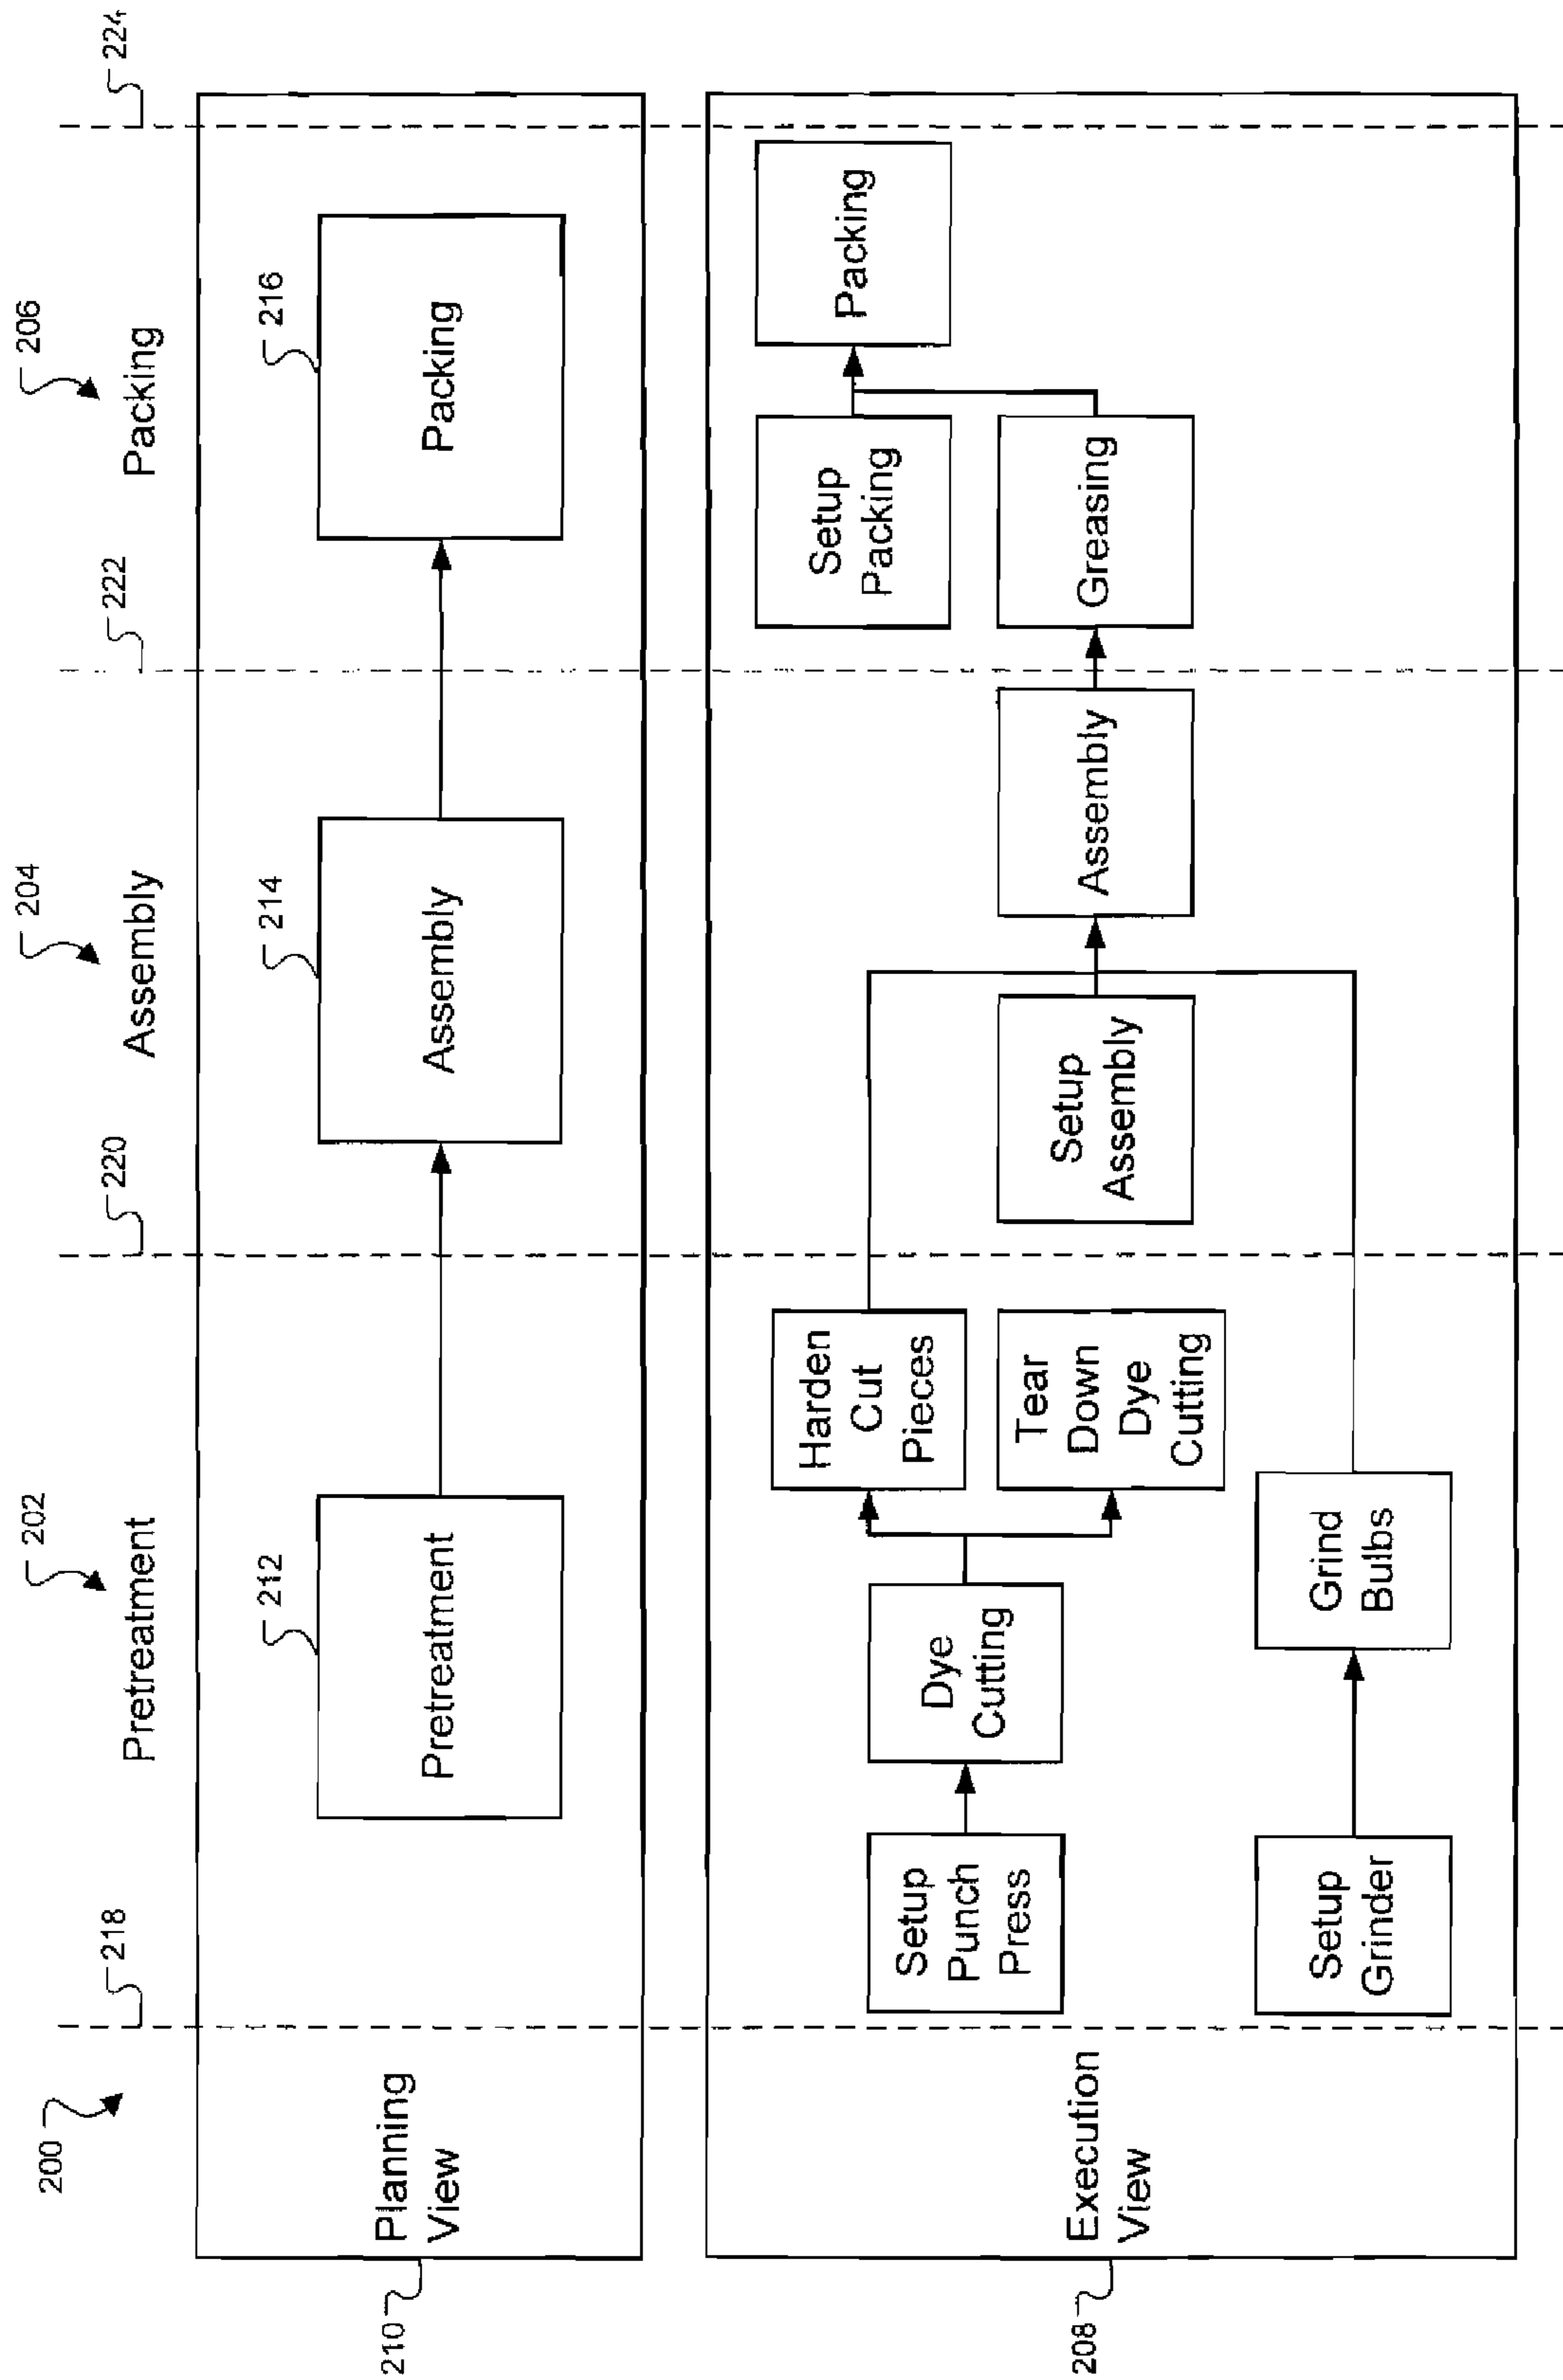 200
202
Pretreatment
204
Assembly
206
Packing
218
220
222
224
210
Planning
View
212
Pretreatment
214
Assembly
216
Packing
208
Execution
View
Setup
Punch
Press
Dye
Cutting
Harden
Cut
Pieces
Tear
Down
Dye
Cutting
Setup
Grinder
Grind
Bulbs
Setup
Assembly
Assembly
Setup
Packing
Greasing
Packing